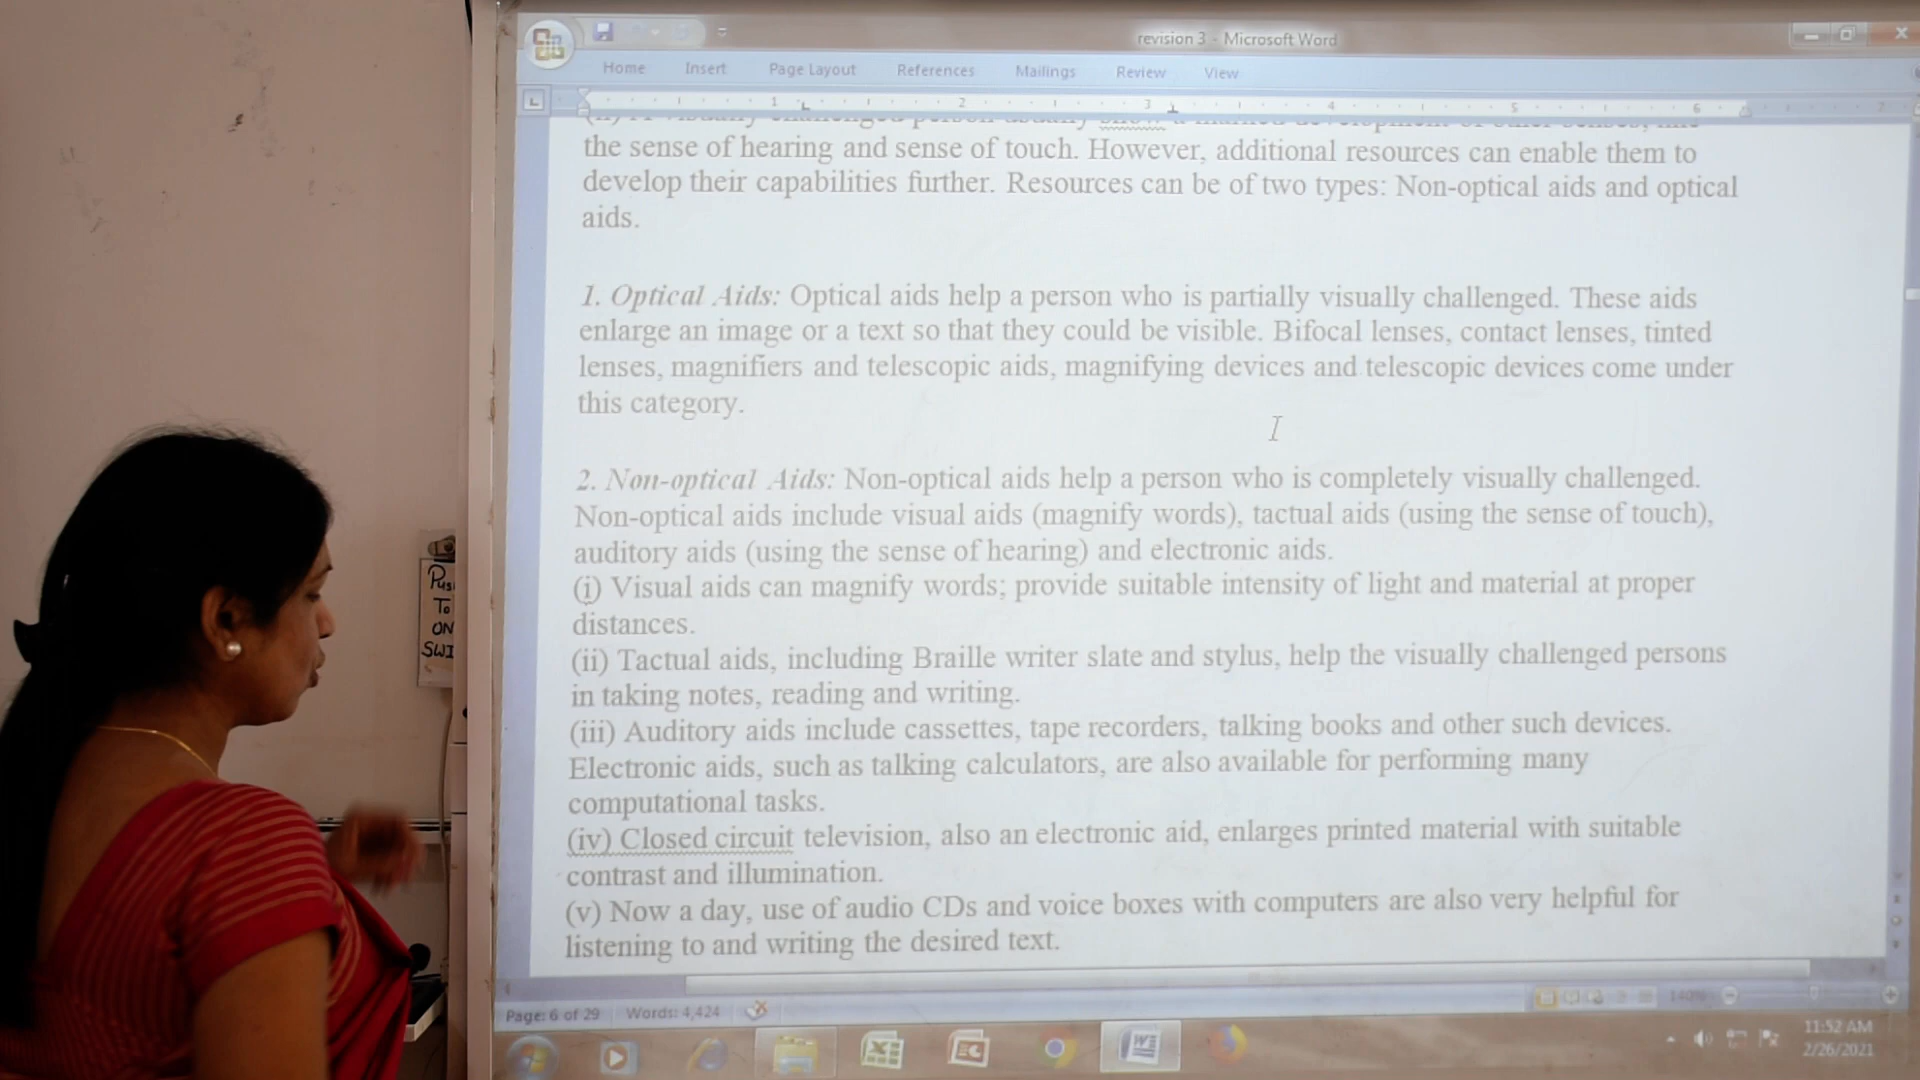 revision 3 - Microsoft Word
Home Insert Page Layout References Mailings Review View
1 2 3 4 5 6 7
the sense of hearing and sense of touch. However, additional resources can enable them to
develop their capabilities further. Resources can be of two types: Non-optical aids and optical
aids.
1. Optical Aids: Optical aids help a person who is partially visually challenged. These aids
enlarge an image or a text so that they could be visible. Bifocal lenses, contact lenses, tinted
lenses, magnifiers and telescopic aids, magnifying devices and telescopic devices come under
this category.
2. Non-optical Aids: Non-optical aids help a person who is completely visually challenged.
Non-optical aids include visual aids (magnify words), tactual aids (using the sense of touch),
auditory aids (using the sense of hearing) and electronic aids.
(i) Visual aids can magnify words; provide suitable intensity of light and material at proper
distances.
(ii) Tactual aids, including Braille writer slate and stylus, help the visually challenged persons
in taking notes, reading and writing.
(iii) Auditory aids include cassettes, tape recorders, talking books and other such devices.
Electronic aids, such as talking calculators, are also available for performing many
computational tasks.
(iv) Closed circuit television, also an electronic aid, enlarges printed material with suitable
contrast and illumination.
(v) Now a day, use of audio CDs and voice boxes with computers are also very helpful for
listening to and writing the desired text.
Page: 6 of 29 Words: 4,424 140%
11:52 AM
2/26/2021
Pus
To
ON
SWI